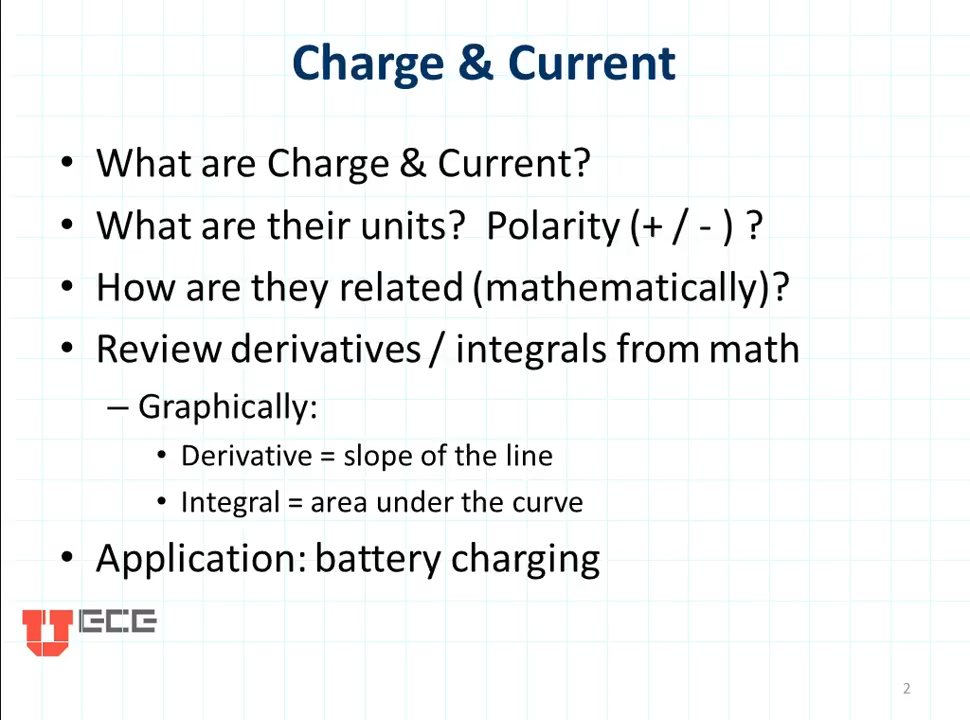 Charge & Current
• What are Charge & Current?
• What are their units?  Polarity (+ / - ) ?
• How are they related (mathematically)?
• Review derivatives / integrals from math
– Graphically:
• Derivative = slope of the line
• Integral = area under the curve
• Application: battery charging
U ECE
2